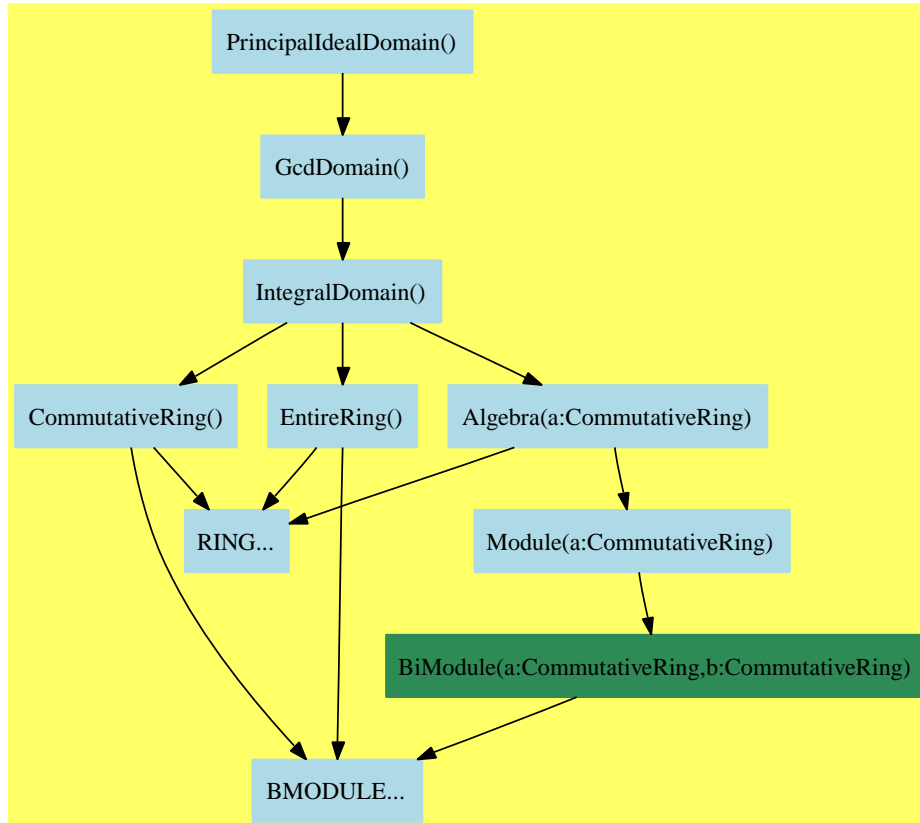 PrincipalIdealDomain()
GcdDomain()
IntegralDomain()
CommutativeRing()
EntireRing()
Algebra(a:CommutativeRing)
RING...
Module(a:CommutativeRing)
BiModule(a:CommutativeRing,b:CommutativeRing)
BMODULE...